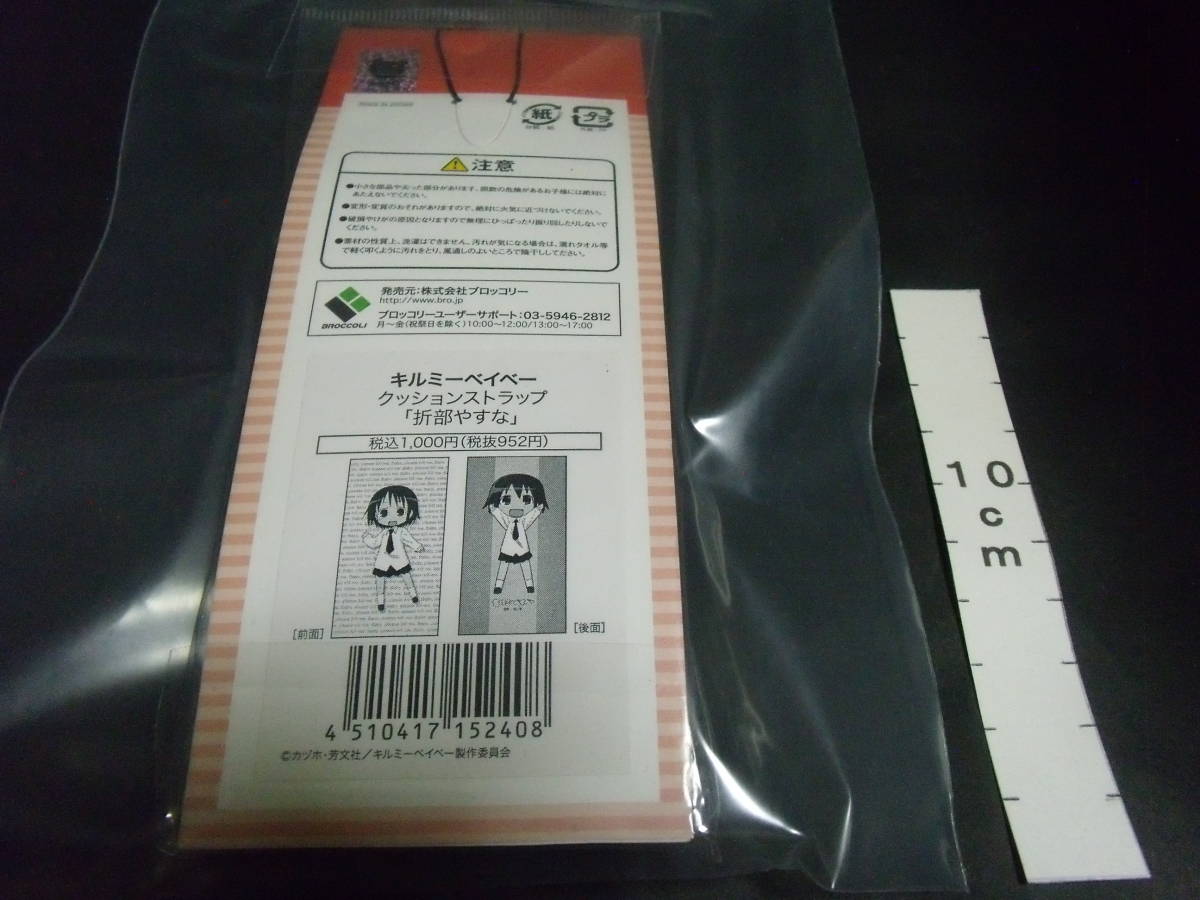 紙
プラ
注意
●小さな部品や尖った部分があります。誤飲の危険があるお子様には絶対に
あたえないでください。
●変形・変質のおそれがありますので、絶対に火気に近づけないでください。
●破損やけがの原因となりますので無理にひっぱったり振り回したりしないで
ください。
●素材の性質上、洗濯はできません。汚れが気になる場合は、濡れタオル等
で軽く叩くように汚れをとり、風通しのよいところで陰干ししてください。
BROCCOLI
発売元：株式会社ブロッコリー
http://www.bro.jp
ブロッコリーユーザーサポート：03-5946-2812
月～金(祝祭日を除く)10:00～12:00/13:00～17:00
キルミーベイベー
クッションストラップ
「折部やすな」
税込1,000円(税抜952円)
[前面]
[後面]
4 510417 152408
©カヅホ・芳文社／キルミーベイベー製作委員会
10
cm